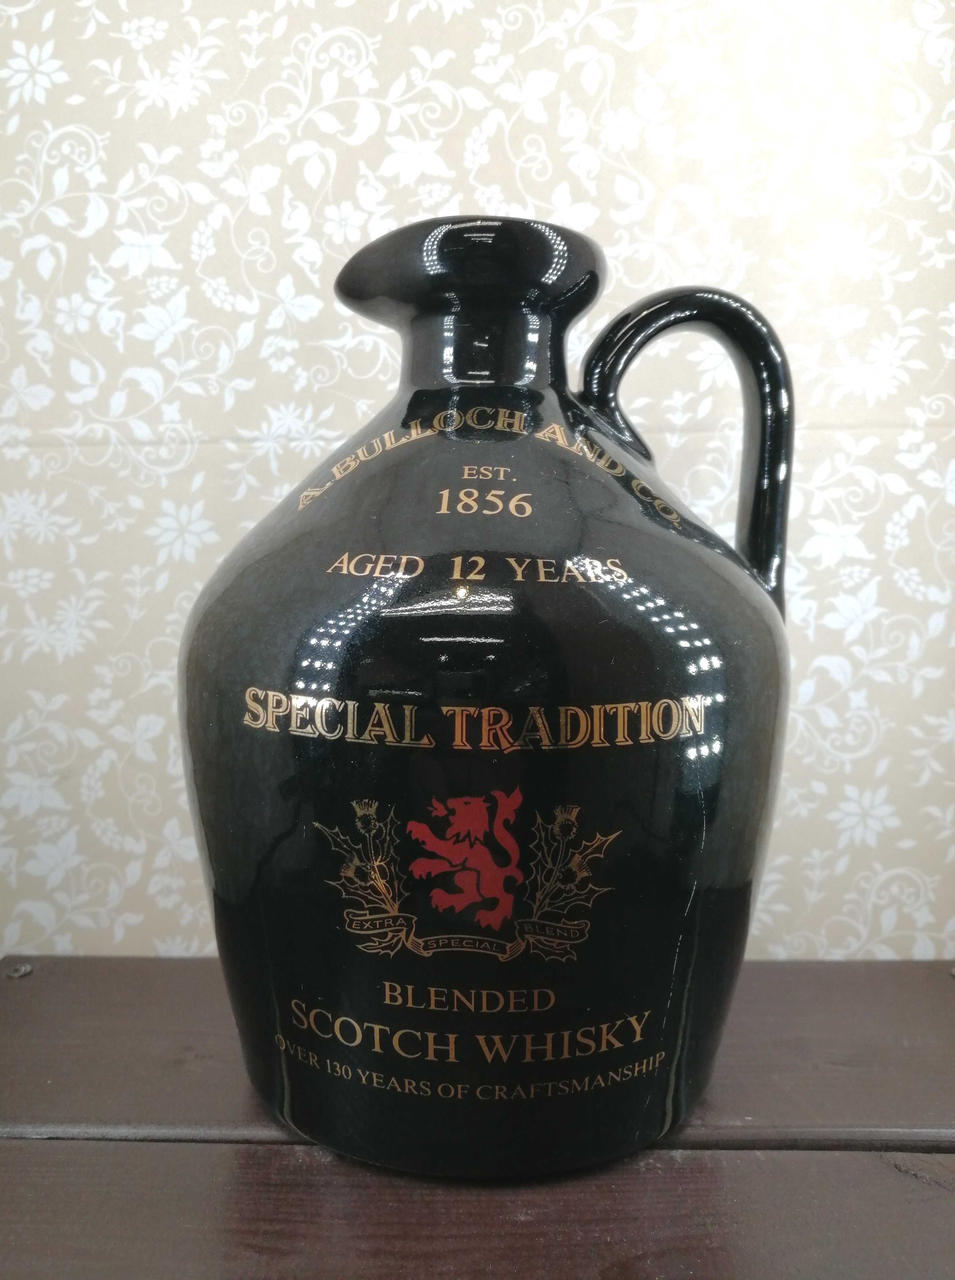 A. BULLOCH AND CO.
EST.
1856
AGED 12 YEARS
SPECIAL TRADITION
EXTRA SPECIAL BLEND
BLENDED
SCOTCH WHISKY
OVER 130 YEARS OF CRAFTSMANSHIP